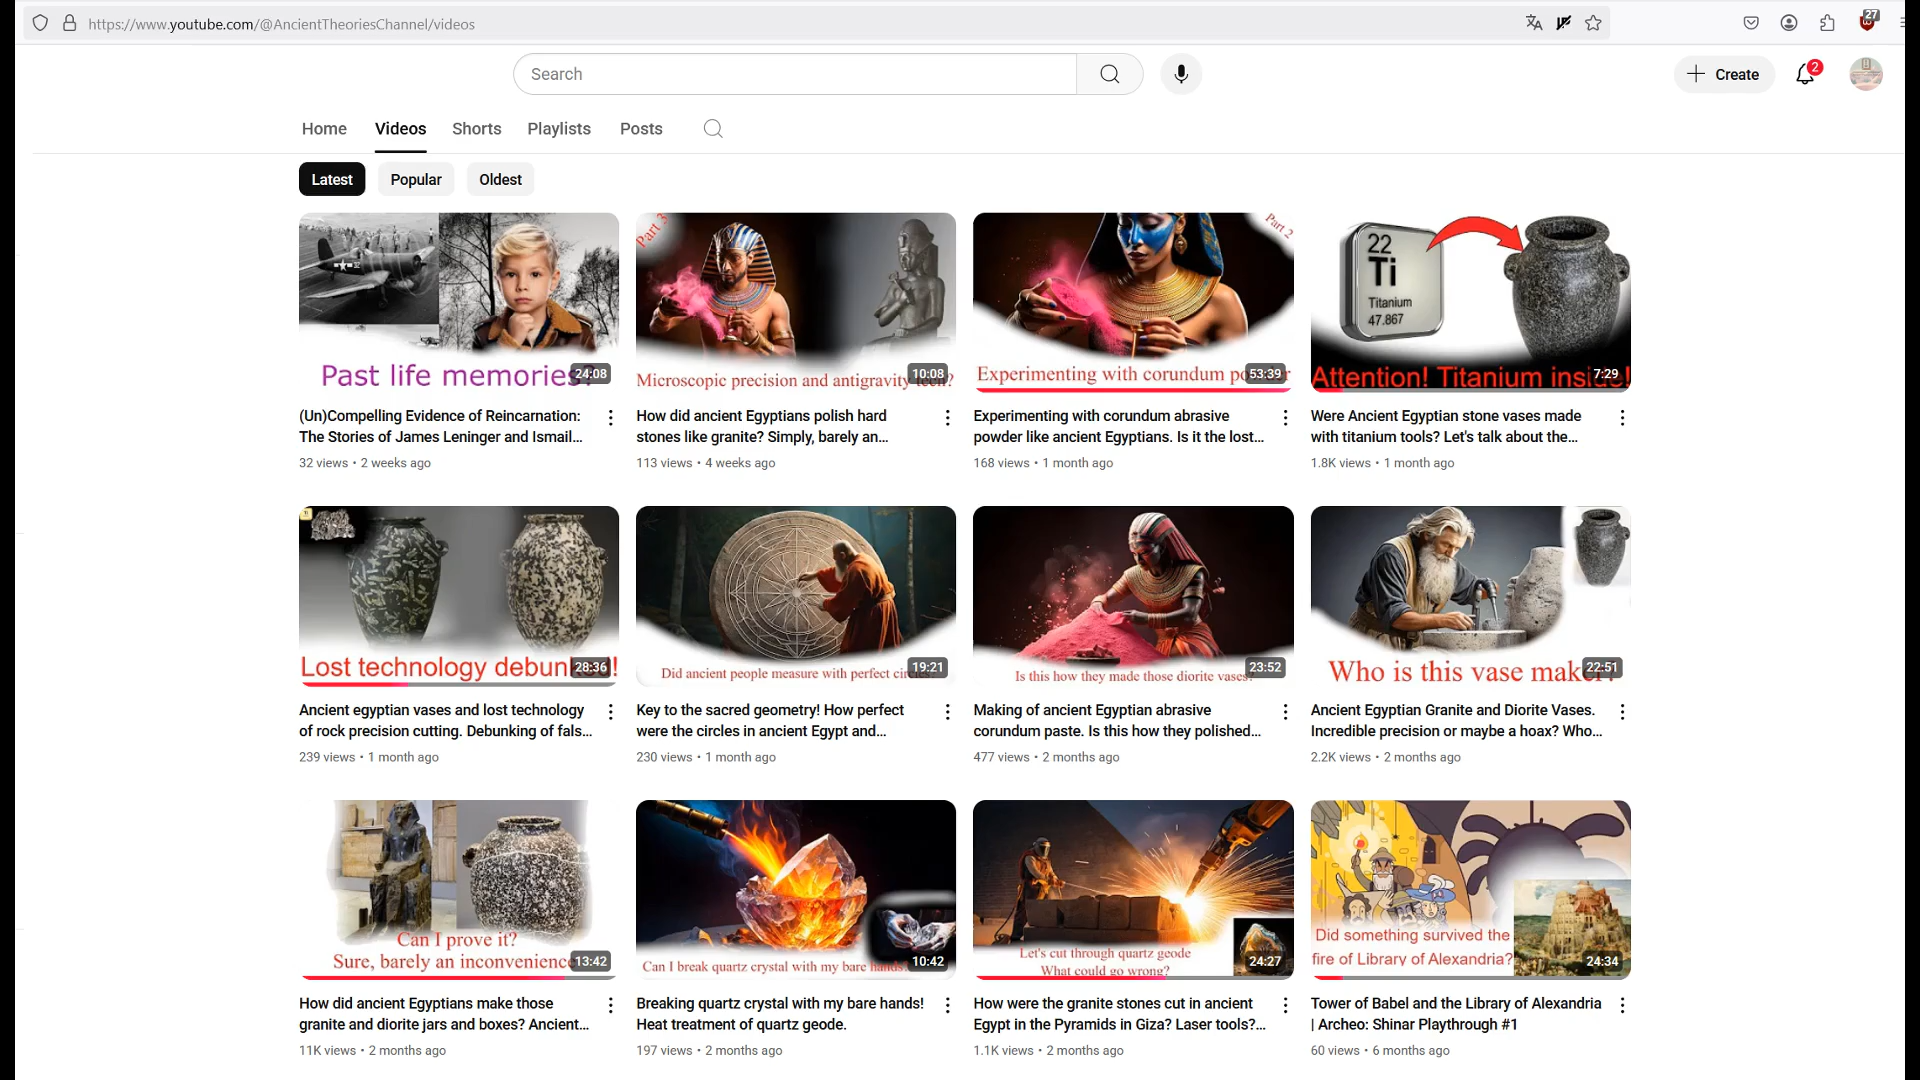 https://www.youtube.com/@AncientTheoriesChannel/videos
27
Search
Create
2
Home
Videos
Shorts
Playlists
Posts
Latest
Popular
Oldest
Past life memories?
24:08
Part 3
Microscopic precision and antigravity tech?
10:08
Part 2
Experimenting with corundum
53:39
22
Ti
Titanium
47.867
Attention! Titanium inside!
7:29
(Un)Compelling Evidence of Reincarnation:
The Stories of James Leninger and Ismail...
32 views • 2 weeks ago
How did ancient Egyptians polish hard
stones like granite? Simply, barely an...
113 views • 4 weeks ago
Experimenting with corundum abrasive
powder like ancient Egyptians. Is it the lost...
168 views • 1 month ago
Were Ancient Egyptian stone vases made
with titanium tools? Let's talk about the...
1.8K views • 1 month ago
Lost technology
28:36
Did ancient people measure with perfect
19:21
Is this how they made those diorite vases?
23:52
Who is this vase maker?
22:51
Ancient egyptian vases and lost technology
of rock precision cutting. Debunking of fals...
239 views • 1 month ago
Key to the sacred geometry! How perfect
were the circles in ancient Egypt and...
230 views • 1 month ago
Making of ancient Egyptian abrasive
corundum paste. Is this how they polished...
477 views • 2 months ago
Ancient Egyptian Granite and Diorite Vases.
Incredible precision or maybe a hoax? Who...
2.2K views • 2 months ago
Can I prove it?
Sure, barely an inconvenience
13:42
Can I break quartz crystal with my bare hands?
10:42
Let's cut through quartz geode
What could go wrong?
24:27
Did something survived the
fire of Library of Alexandria?
24:34
How did ancient Egyptians make those
granite and diorite jars and boxes? Ancient...
11K views • 2 months ago
Breaking quartz crystal with my bare hands!
Heat treatment of quartz geode.
197 views • 2 months ago
How were the granite stones cut in ancient
Egypt in the Pyramids in Giza? Laser tools?...
1.1K views • 2 months ago
Tower of Babel and the Library of Alexandria
| Archeo: Shinar Playthrough #1
60 views • 6 months ago